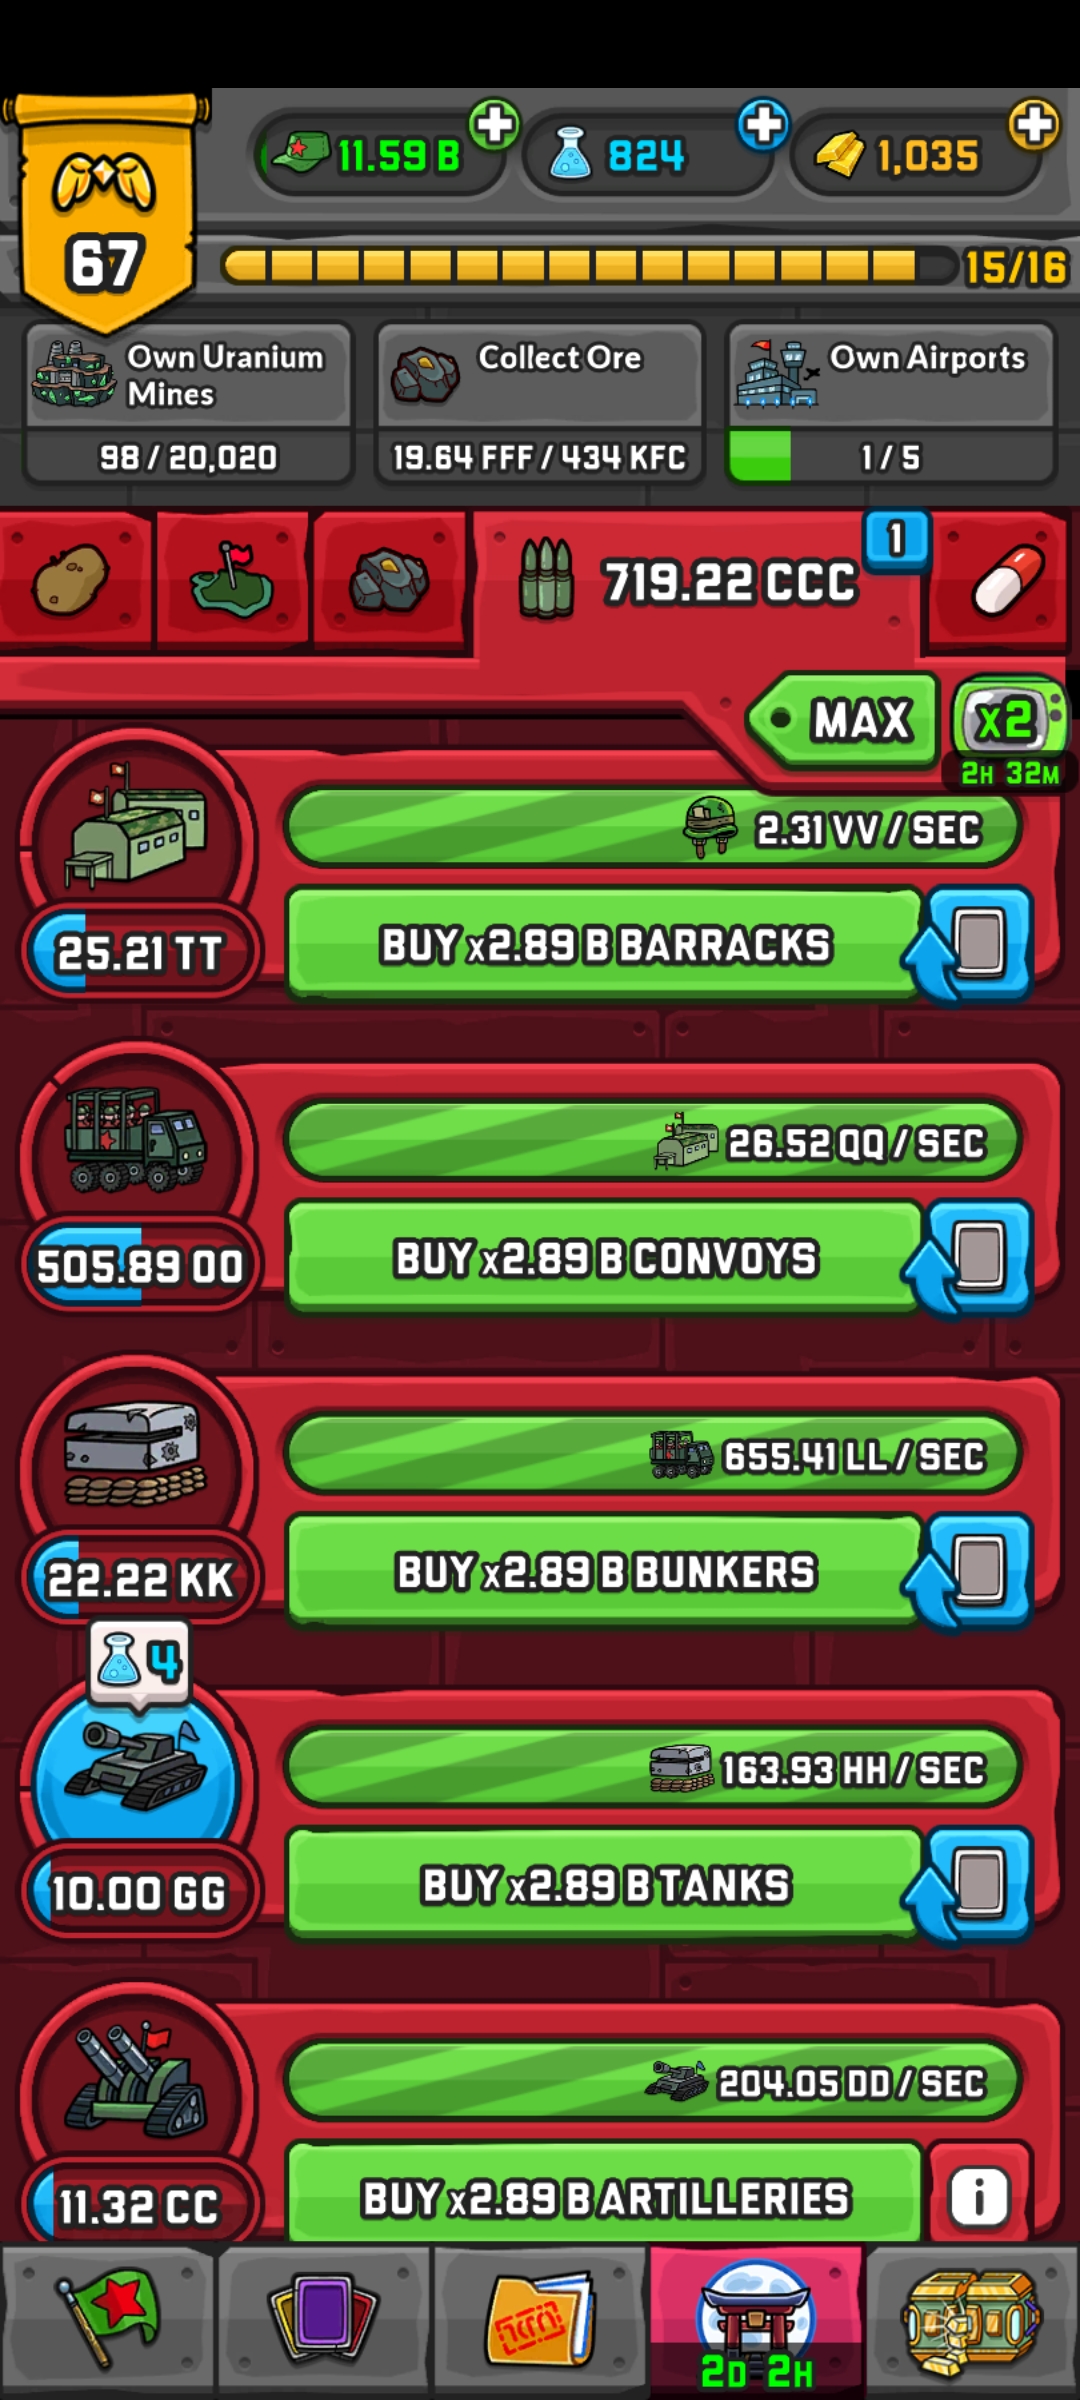 11.59 B
824
1,035
67
15/16
Own Uranium
Mines
98 / 20,020
Collect Ore
19.64 FFF / 434 KFC
Own Airports
1 / 5
719.22 CCC
1
MAX
x2
2H 32M
2.31 VV / SEC
25.21 TT
BUY x2.89 B BARRACKS
26.52 QQ / SEC
505.89 OO
BUY x2.89 B CONVOYS
655.41 LL / SEC
22.22 KK
BUY x2.89 B BUNKERS
4
163.93 HH / SEC
10.00 GG
BUY x2.89 B TANKS
204.05 DD / SEC
11.32 CC
BUY x2.89 B ARTILLERIES
i
2D 2H